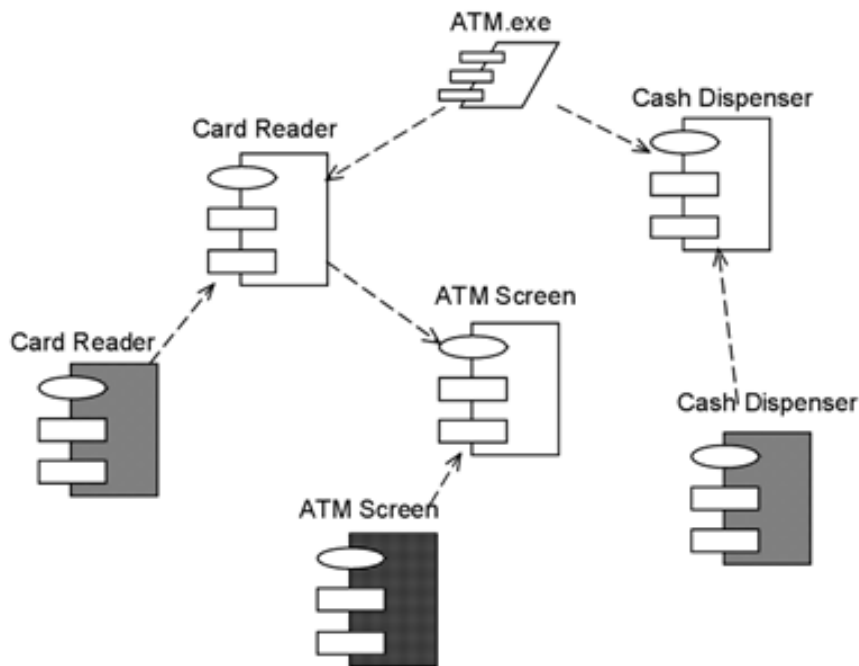 ATM.exe
Cash Dispenser
Card Reader
ATM Screen
Card Reader
Cash Dispenser
ATM Screen